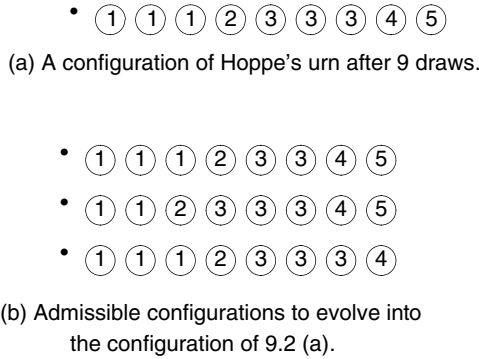 • 1 1 1 2 3 3 3 4 5
(a) A configuration of Hoppe's urn after 9 draws.
• 1 1 1 2 3 3 4 5
• 1 1 2 3 3 3 4 5
• 1 1 1 2 3 3 3 4
(b) Admissible configurations to evolve into
the configuration of 9.2 (a).